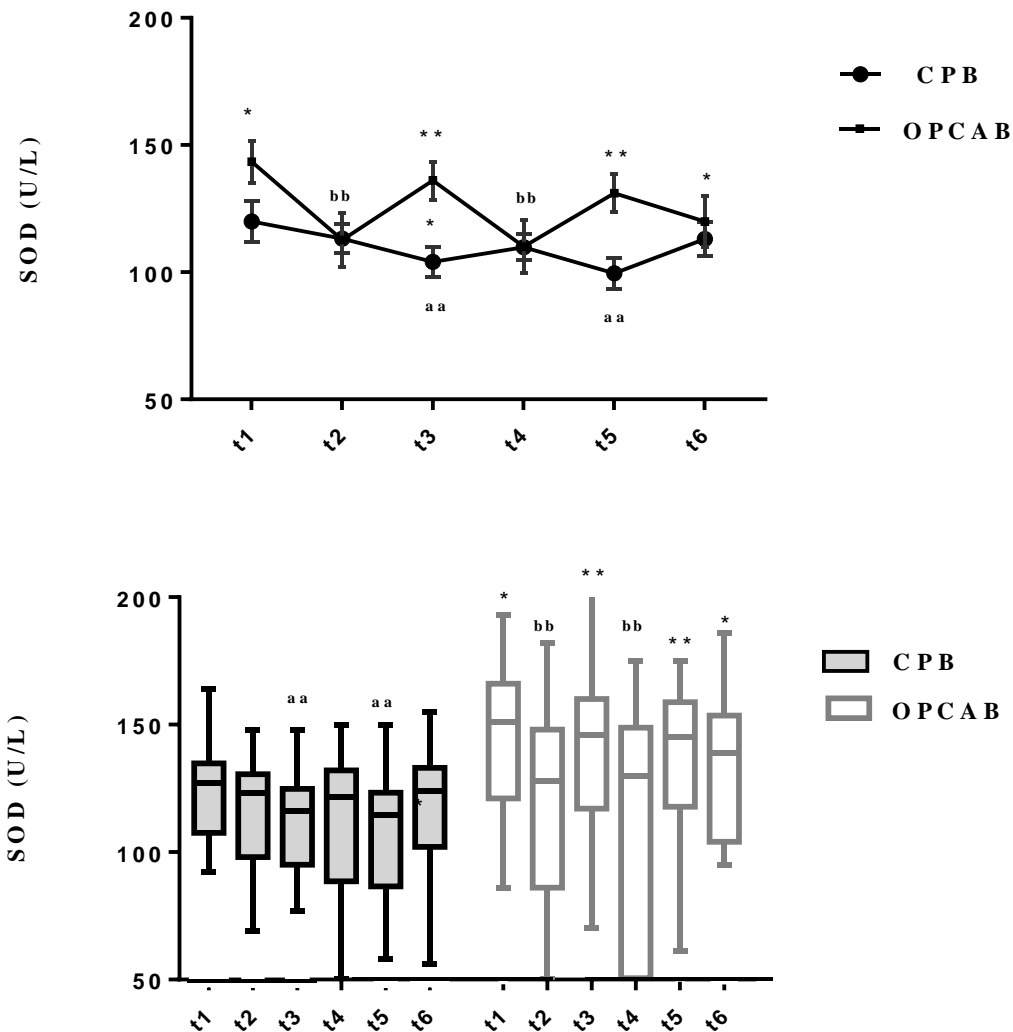 200
CPB
*
OPCAB
150
* *
* *
*
bb
bb
*
SOD (U/L)
100
aa
aa
50
t1 t2 t3 t4 t5 t6
200
* *
*
*
bb
bb
* *
aa
aa
CPB
OPCAB
150
SOD (U/L)
*
100
50
t1 t2 t3 t4 t5 t6 t1 t2 t3 t4 t5 t6